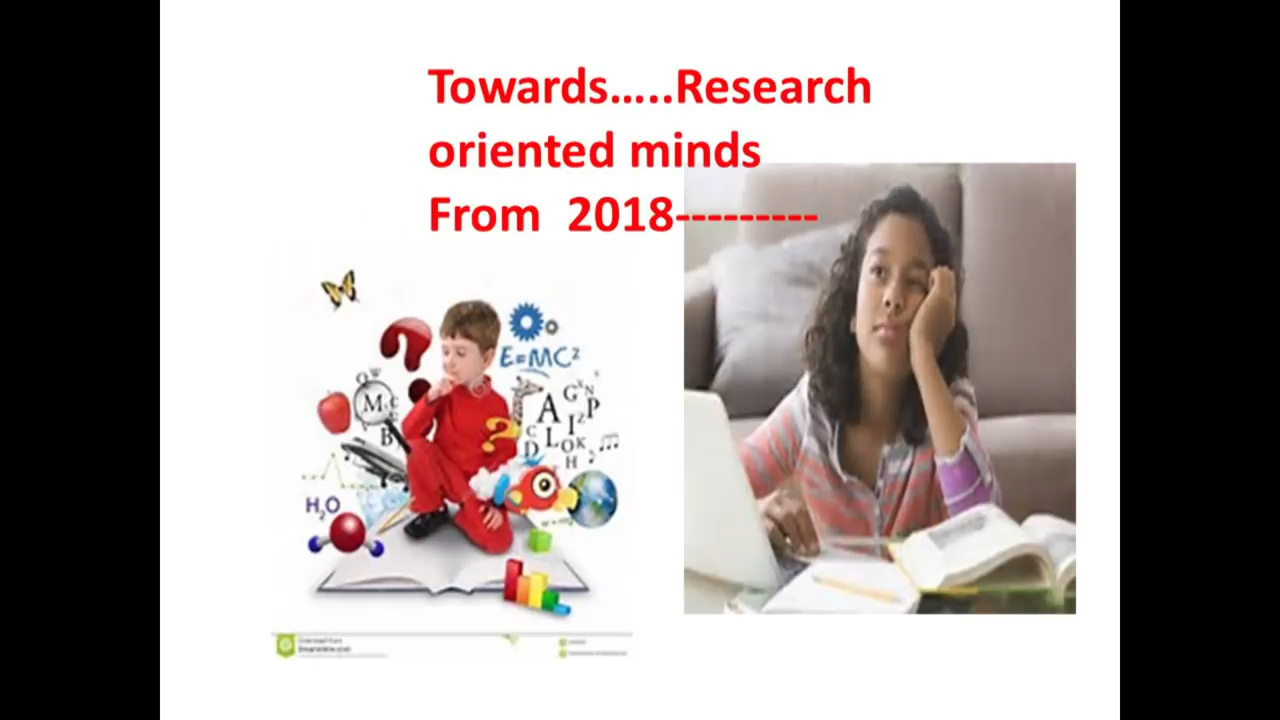 Towards.....Research
oriented minds
From 2018---------
E=MC²
H₂O